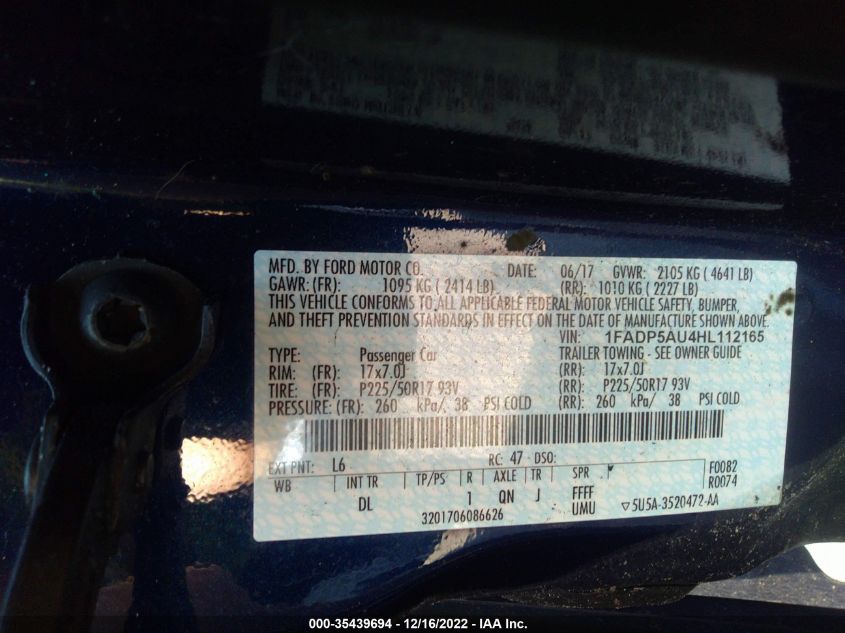 MFD. BY FORD MOTOR CO. DATE: 06/17 GVWR: 2105 KG ( 4641 LB)
GAWR: (FR): 1095 KG ( 2414 LB) (RR): 1010 KG ( 2227 LB)
THIS VEHICLE CONFORMS TO ALL APPLICABLE FEDERAL MOTOR VEHICLE SAFETY, BUMPER,
AND THEFT PREVENTION STANDARDS IN EFFECT ON THE DATE OF MANUFACTURE SHOWN ABOVE.
VIN: 1FADP5AU4HL112165
TYPE: Passenger Car TRAILER TOWING - SEE OWNER GUIDE
RIM: (FR): 17x7.0J (RR): 17x7.0J
TIRE: (FR): P225/50R17 93V (RR): P225/50R17 93V
PRESSURE: (FR): 260 kPa/ 38 PSI COLD (RR): 260 kPa/ 38 PSI COLD
EXT PNT: L6 RC: 47 DSO:
WB INT TR TP/PS R AXLE TR SPR F0082
R0074
DL 1 QN J FFFF
UMU
3201706086626 ▽5U5A-3520472-AA
000-35439694 - 12/16/2022 - IAA Inc.